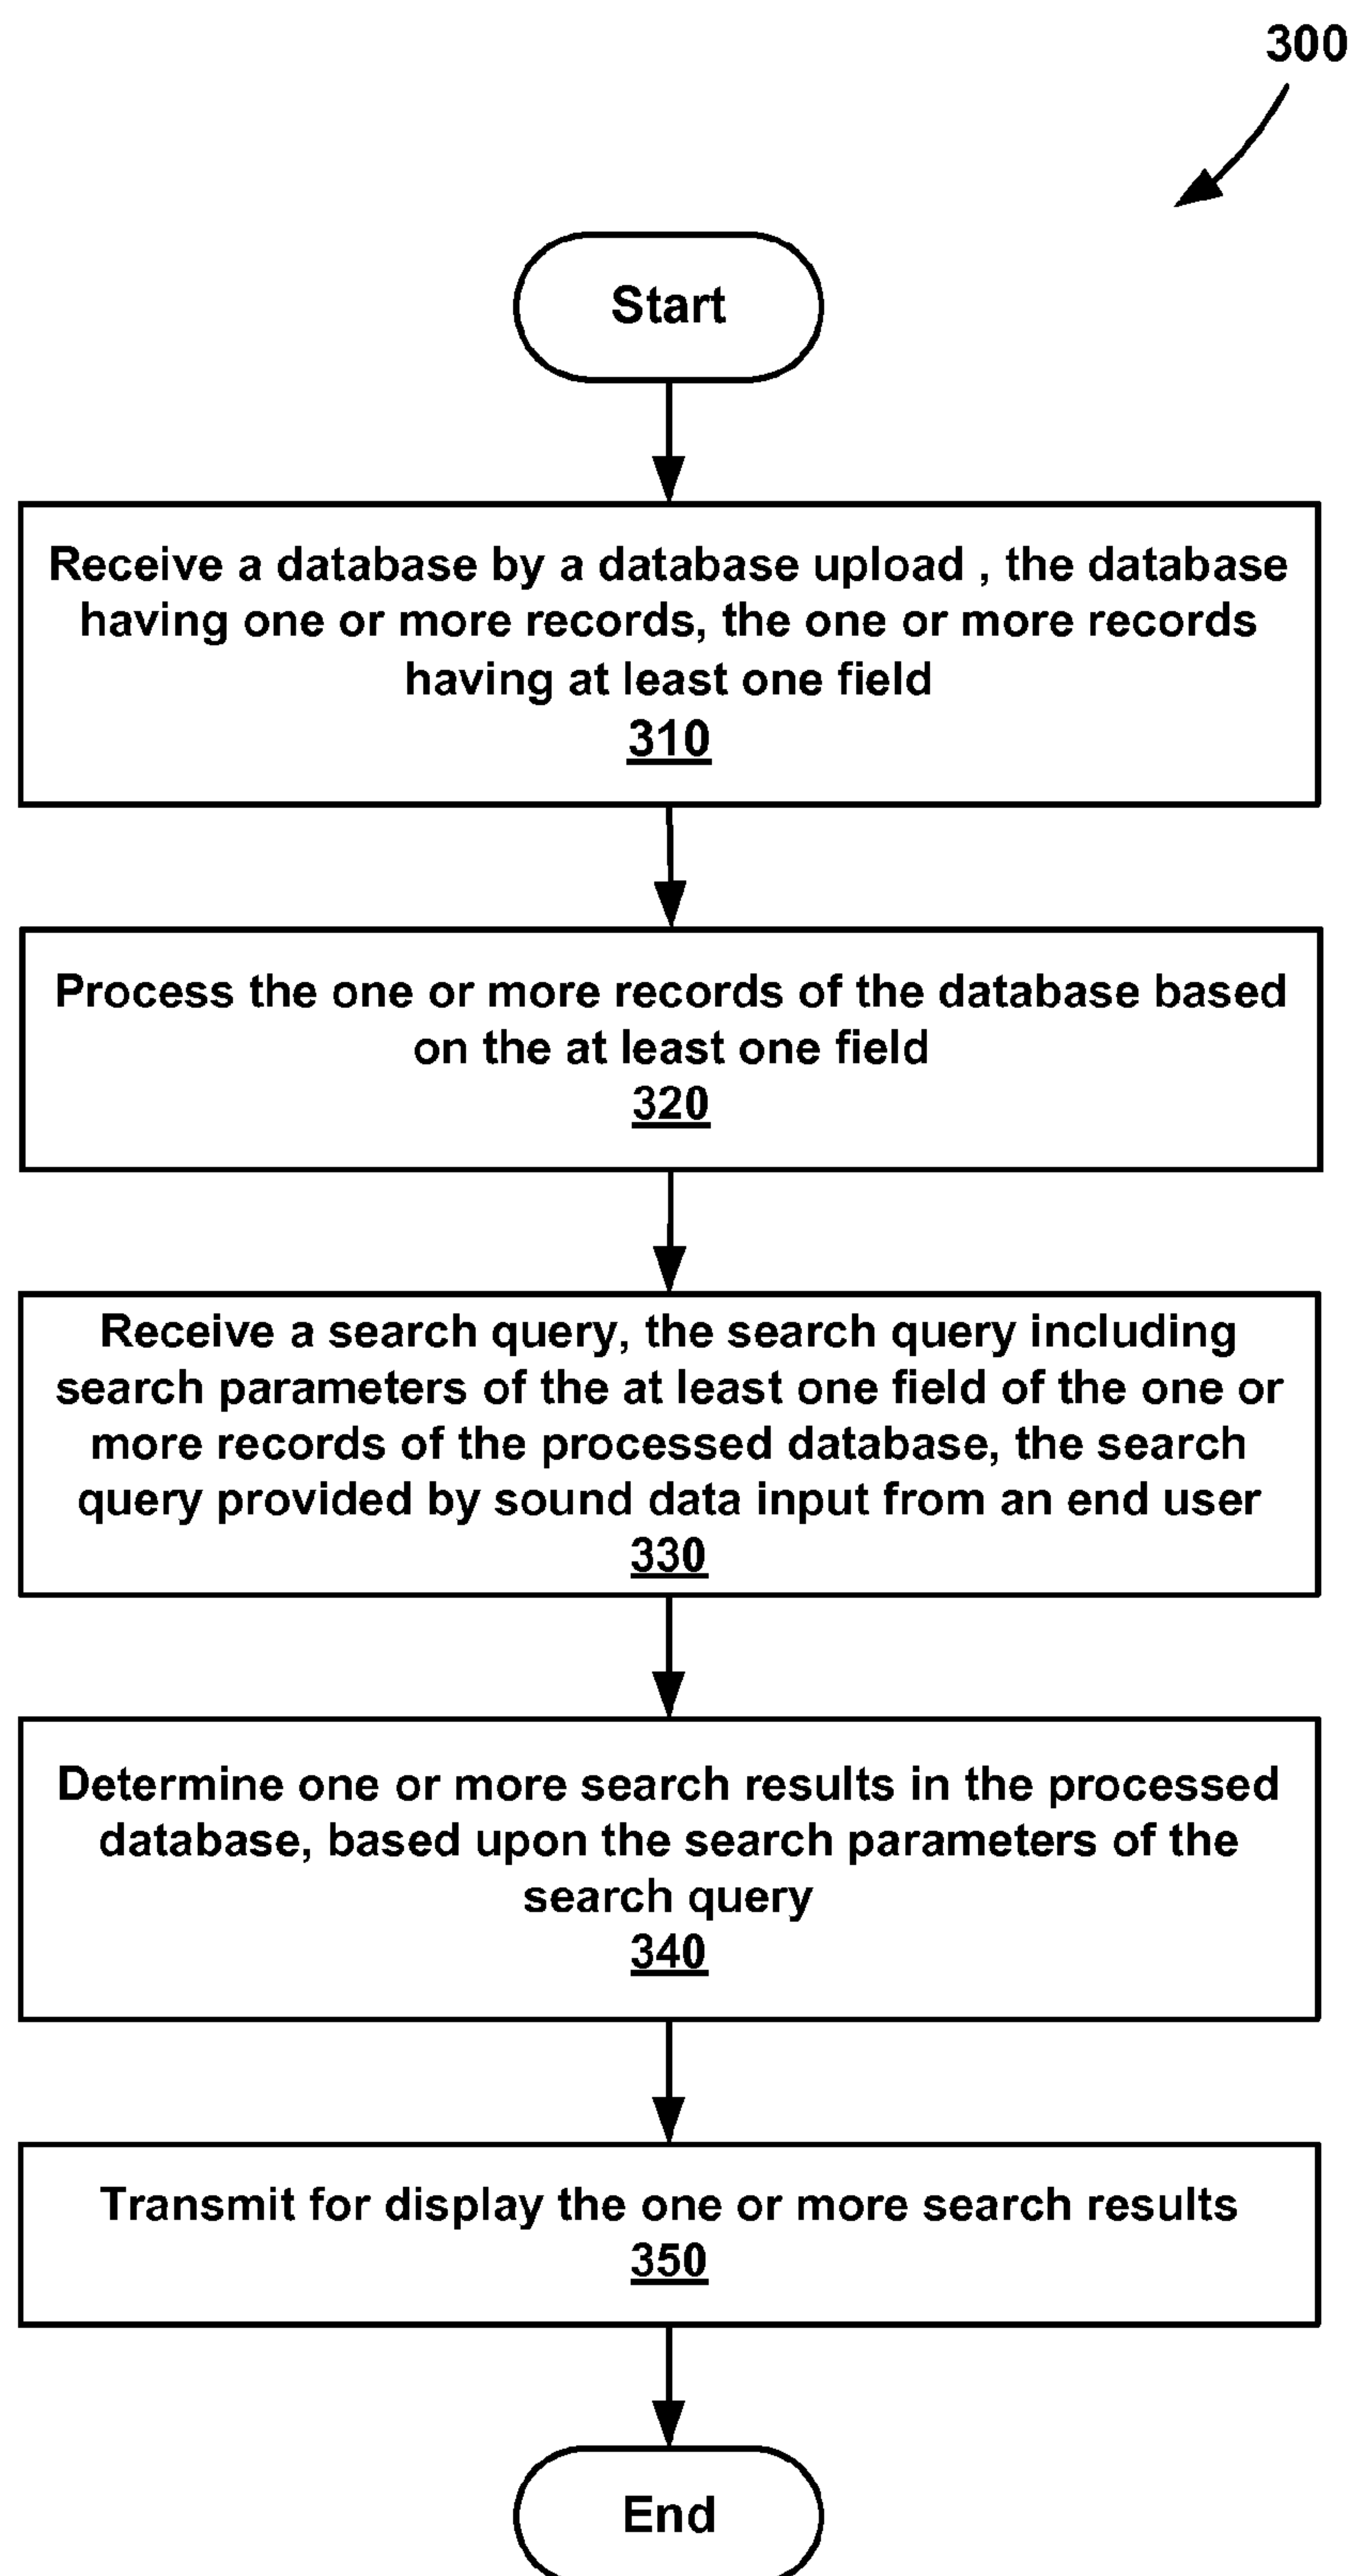 300
Start
Receive a database by a database upload , the database
having one or more records, the one or more records
having at least one field
310
Process the one or more records of the database based
on the at least one field
320
Receive a search query, the search query including
search parameters of the at least one field of the one or
more records of the processed database, the search
query provided by sound data input from an end user
330
Determine one or more search results in the processed
database, based upon the search parameters of the
search query
340
Transmit for display the one or more search results
350
End